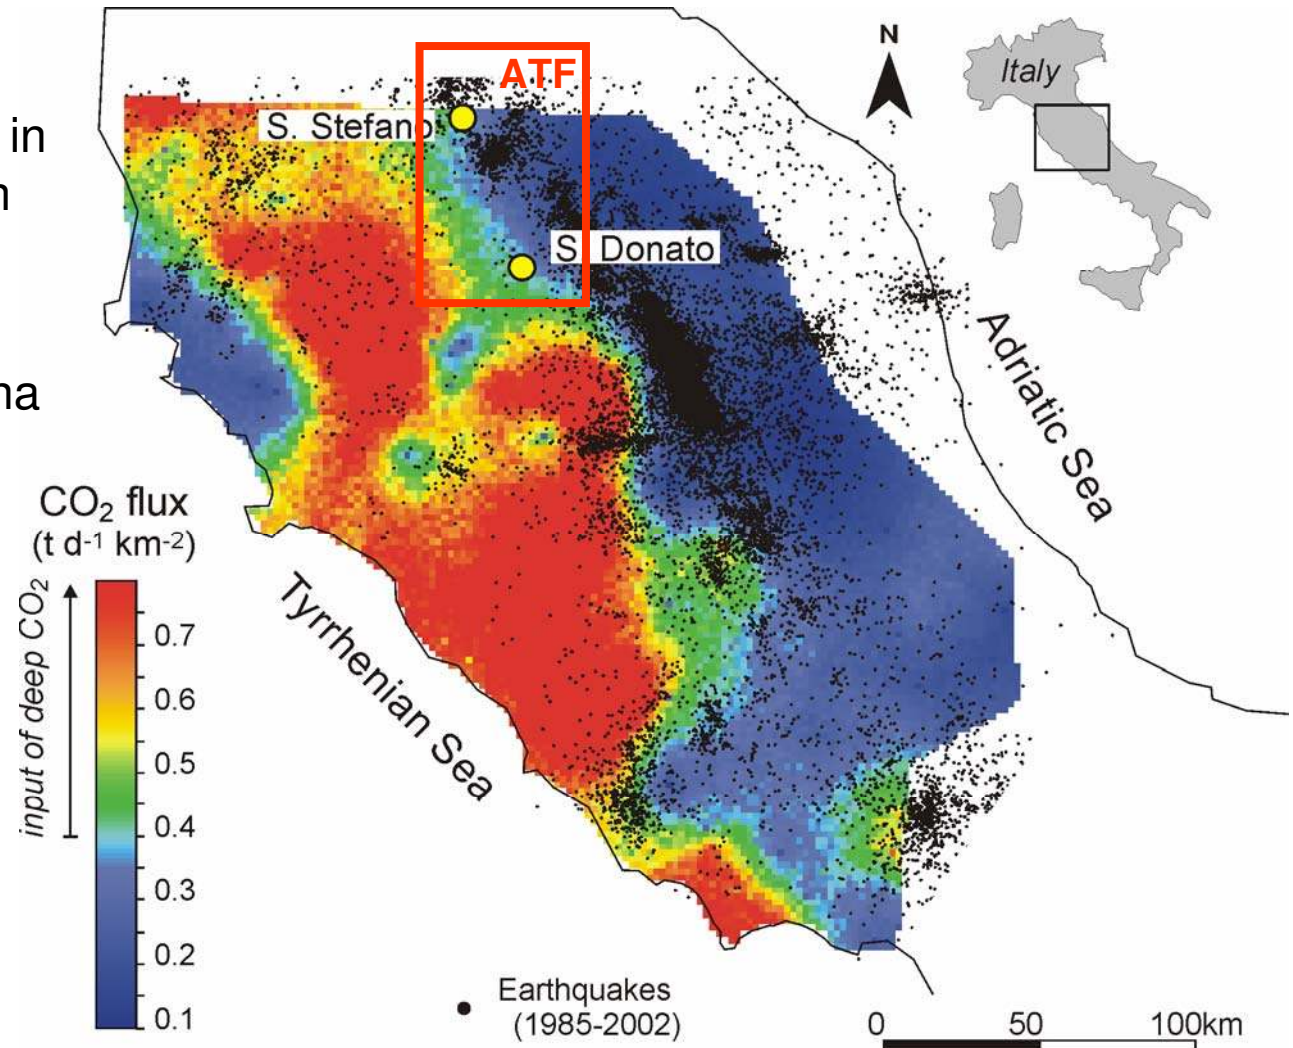 in
ATF
N
Italy
S. Stefano
S. Donato
Adriatic Sea
CO₂ flux
(t d⁻¹ km⁻²)
input of deep CO₂
0.7
0.6
0.5
0.4
0.3
0.2
0.1
Tyrrhenian Sea
Earthquakes
(1985-2002)
0 50 100km